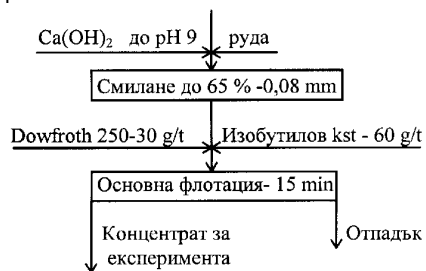 Ca(OH)₂ до pH 9 руда
Смилане до 65 % -0,08 mm
Dowfroth 250-30 g/t Изобутилов kst - 60 g/t
Основна флотация- 15 min
Концентрат за експеримента
Отпадък